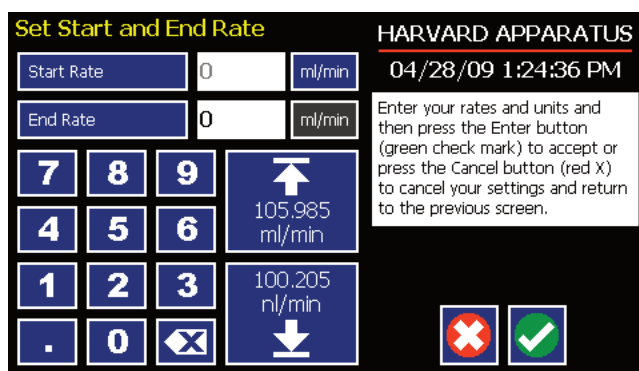 Set Start and End Rate
Start Rate 0 ml/min
End Rate 0 ml/min
7 8 9
4 5 6
1 2 3
. 0
105.985
ml/min
100.205
nl/min
HARVARD APPARATUS
04/28/09 1:24:36 PM
Enter your rates and units and
then press the Enter button
(green check mark) to accept or
press the Cancel button (red X)
to cancel your settings and return
to the previous screen.